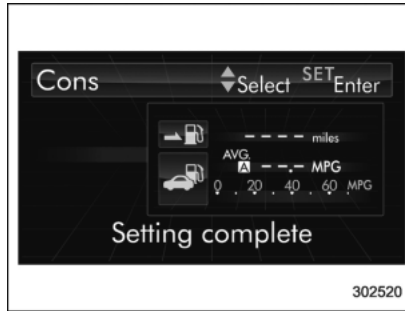 Cons Select SET Enter
– – – – miles
AVG.
A – – . – MPG
0 . 20 . 40 . 60 MPG
Setting complete
302520